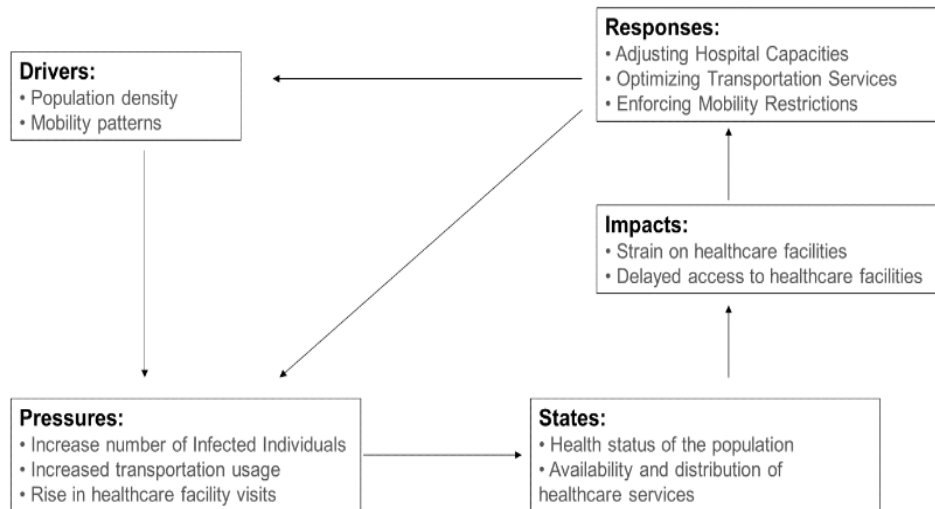 Drivers:
• Population density
• Mobility patterns
Responses:
• Adjusting Hospital Capacities
• Optimizing Transportation Services
• Enforcing Mobility Restrictions
Impacts:
• Strain on healthcare facilities
• Delayed access to healthcare facilities
Pressures:
• Increase number of Infected Individuals
• Increased transportation usage
• Rise in healthcare facility visits
States:
• Health status of the population
• Availability and distribution of
healthcare services